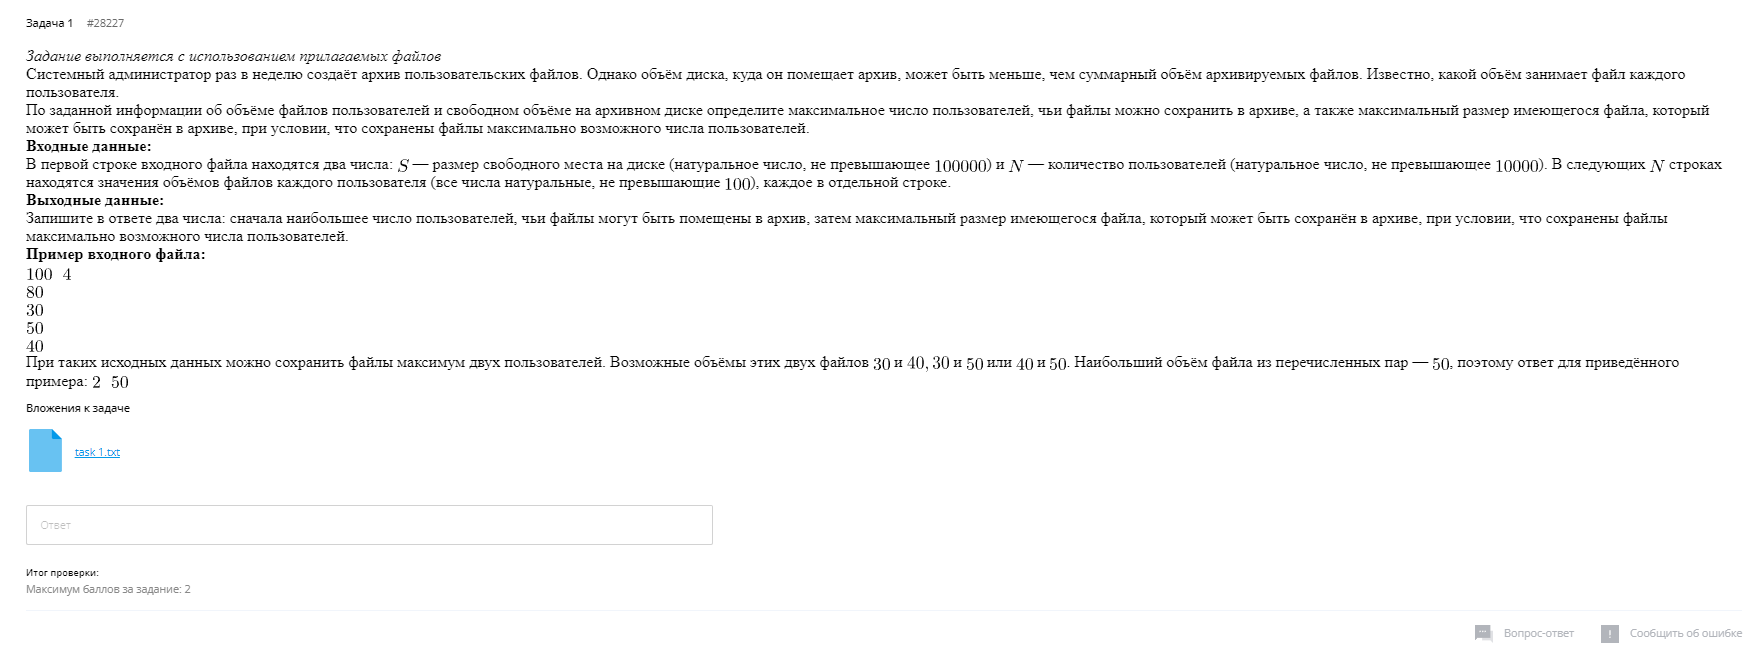 Задача 1 #28227
Задание выполняется с использованием прилагаемых файлов
Системный администратор раз в неделю создаёт архив пользовательских файлов. Однако объём диска, куда он помещает архив, может быть меньше, чем суммарный объём архивируемых файлов. Известно, какой объём занимает файл каждого
пользователя.
По заданной информации об объёме файлов пользователей и свободном объёме на архивном диске определите максимальное число пользователей, чьи файлы можно сохранить в архиве, а также максимальный размер имеющегося файла, который
может быть сохранён в архиве, при условии, что сохранены файлы максимально возможного числа пользователей.
Входные данные:
В первой строке входного файла находятся два числа: S — размер свободного места на диске (натуральное число, не превышающее 100000) и N — количество пользователей (натуральное число, не превышающее 10000). В следующих N строках
находятся значения объёмов файлов каждого пользователя (все числа натуральные, не превышающие 100), каждое в отдельной строке.
Выходные данные:
Запишите в ответе два числа: сначала наибольшее число пользователей, чьи файлы могут быть помещены в архив, затем максимальный размер имеющегося файла, который может быть сохранён в архиве, при условии, что сохранены файлы
максимально возможного числа пользователей.
Пример входного файла:
100 4
80
30
50
40
При таких исходных данных можно сохранить файлы максимум двух пользователей. Возможные объёмы этих двух файлов 30 и 40, 30 и 50 или 40 и 50. Наибольший объём файла из перечисленных пар — 50, поэтому ответ для приведённого
примера: 2 50
Вложения к задаче
task 1.txt
Ответ
Итог проверки:
Максимум баллов за задание: 2
Вопрос-ответ
Сообщить об ошибке